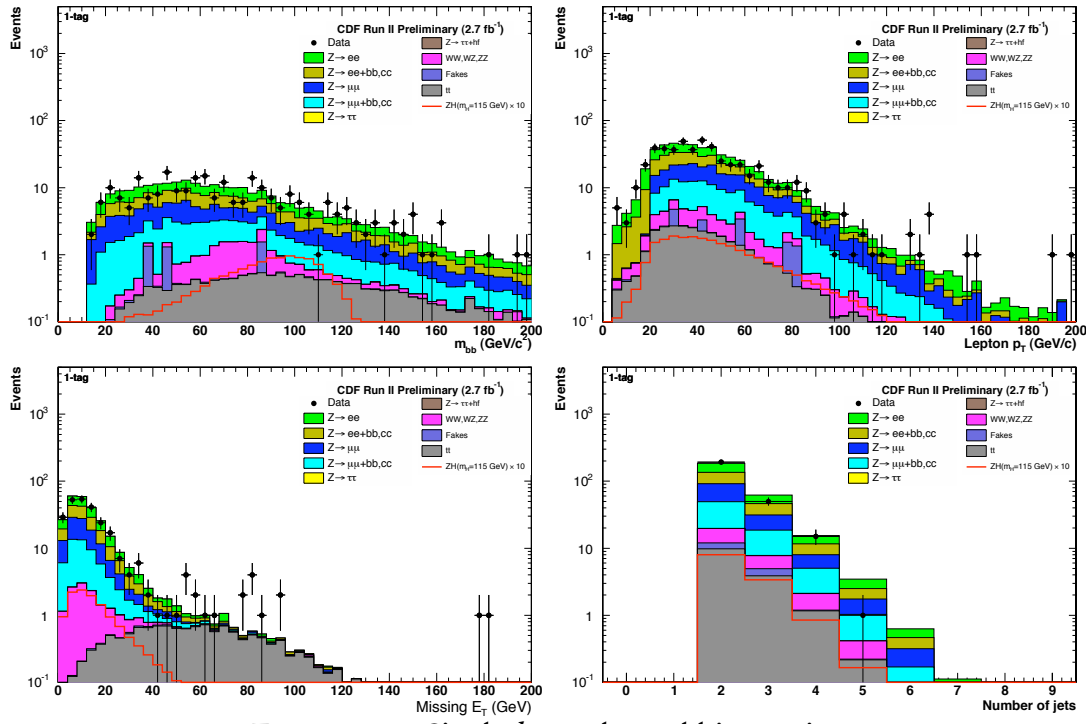 1-tag
CDF Run II Preliminary (2.7 fb⁻¹)
Data
Z→ ee
Z→ ee+bb,cc
Z→ μμ
Z→ μμ+bb,cc
Z→ ττ
Z→ ττ+hf
WW,WZ,ZZ
Fakes
tt
ZH(m_H=115 GeV) × 10
Events
10³
10²
10
1
10⁻¹
0 20 40 60 80 100 120 140 160 180 200
m_bb (GeV/c²)
1-tag
CDF Run II Preliminary (2.7 fb⁻¹)
Data
Z→ ee
Z→ ee+bb,cc
Z→ μμ
Z→ μμ+bb,cc
Z→ ττ
Z→ ττ+hf
WW,WZ,ZZ
Fakes
tt
ZH(m_H=115 GeV) × 10
Events
10³
10²
10
1
10⁻¹
0 20 40 60 80 100 120 140 160 180 200
Lepton p_T (GeV/c)
1-tag
CDF Run II Preliminary (2.7 fb⁻¹)
Data
Z→ ee
Z→ ee+bb,cc
Z→ μμ
Z→ μμ+bb,cc
Z→ ττ
Z→ ττ+hf
WW,WZ,ZZ
Fakes
tt
ZH(m_H=115 GeV) × 10
Events
10³
10²
10
1
10⁻¹
0 20 40 60 80 100 120 140 160 180 200
Missing E_T (GeV)
1-tag
CDF Run II Preliminary (2.7 fb⁻¹)
Data
Z→ ee
Z→ ee+bb,cc
Z→ μμ
Z→ μμ+bb,cc
Z→ ττ
Z→ ττ+hf
WW,WZ,ZZ
Fakes
tt
ZH(m_H=115 GeV) × 10
Events
10³
10²
10
1
10⁻¹
0 1 2 3 4 5 6 7 8 9
Number of jets